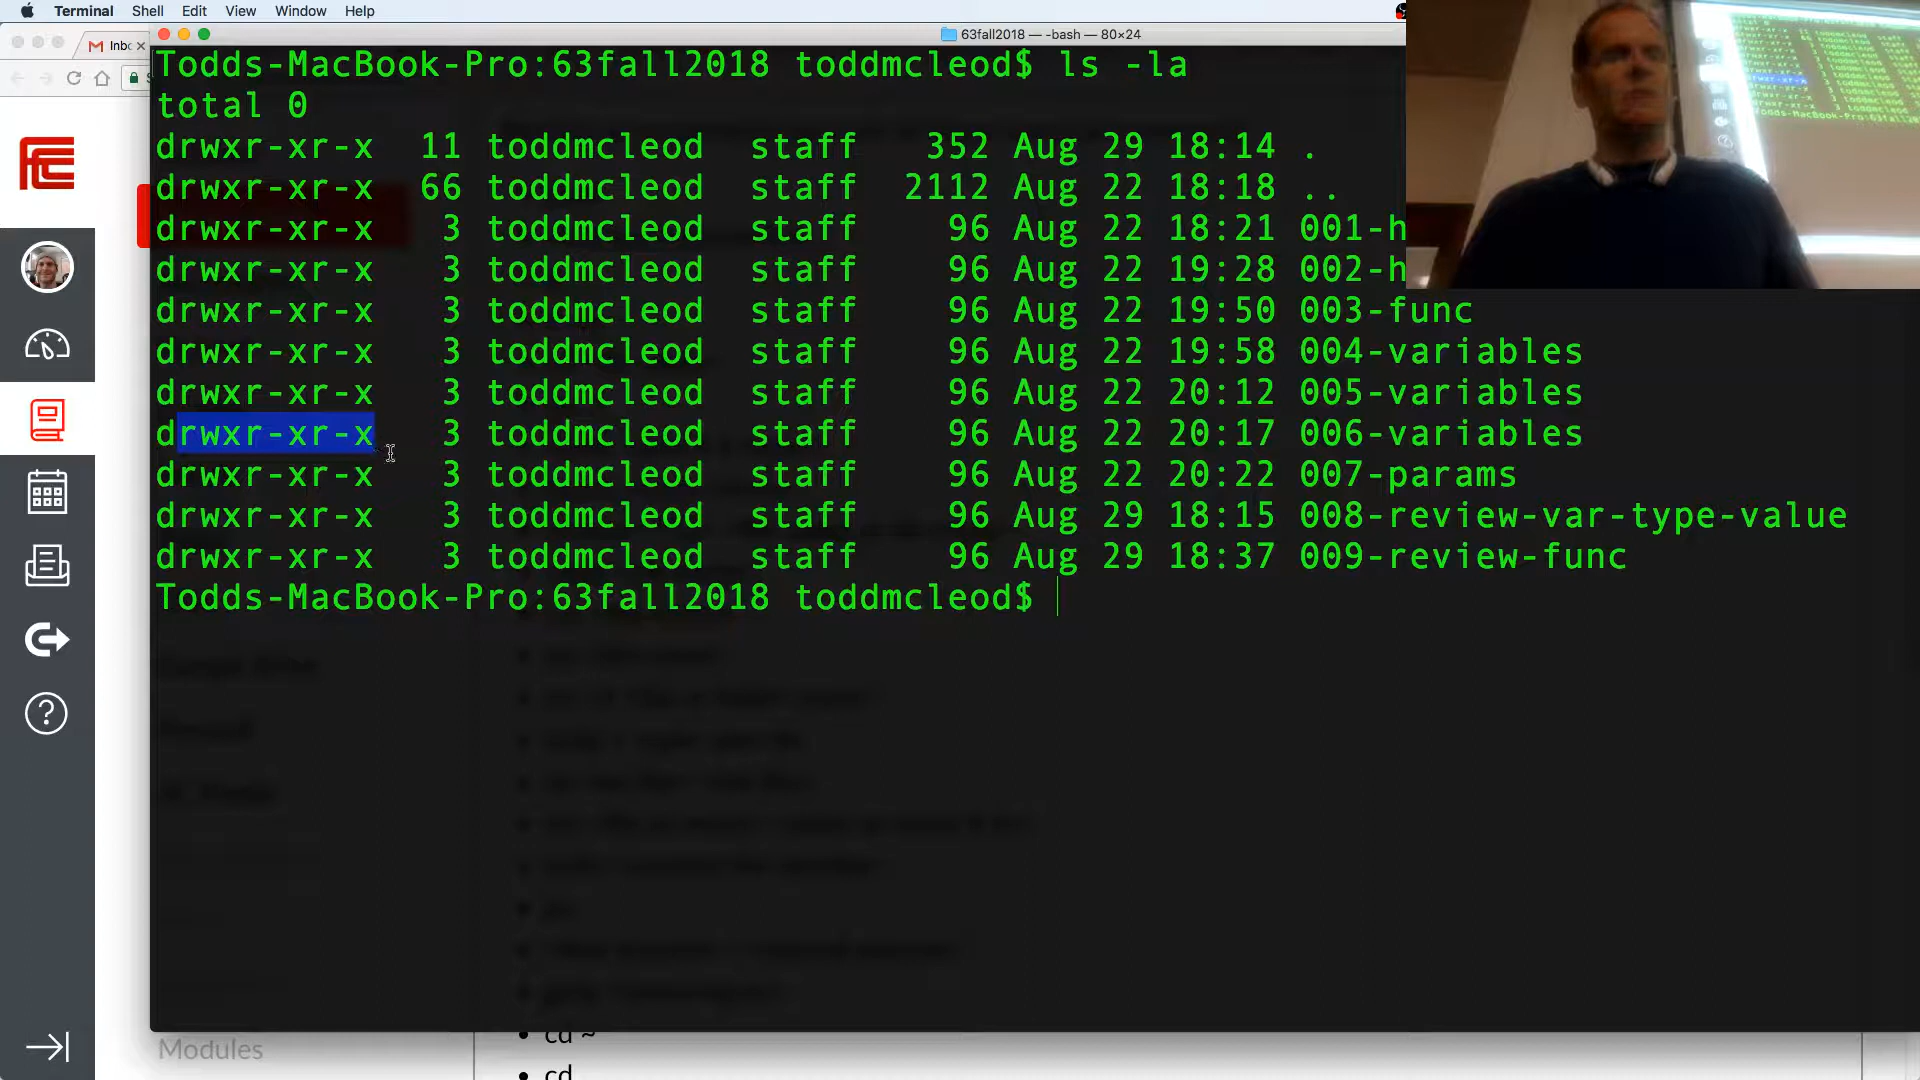 Terminal Shell Edit View Window Help
Inbc
63fall2018 — -bash — 80×24
Todds-MacBook-Pro:63fall2018 toddmcleod$ ls -la
total 0
drwxr-xr-x 11 toddmcleod staff 352 Aug 29 18:14 .
drwxr-xr-x 66 toddmcleod staff 2112 Aug 22 18:18 ..
drwxr-xr-x 3 toddmcleod staff 96 Aug 22 18:21 001-h
drwxr-xr-x 3 toddmcleod staff 96 Aug 22 19:28 002-h
drwxr-xr-x 3 toddmcleod staff 96 Aug 22 19:50 003-func
drwxr-xr-x 3 toddmcleod staff 96 Aug 22 19:58 004-variables
drwxr-xr-x 3 toddmcleod staff 96 Aug 22 20:12 005-variables
drwxr-xr-x 3 toddmcleod staff 96 Aug 22 20:17 006-variables
drwxr-xr-x 3 toddmcleod staff 96 Aug 22 20:22 007-params
drwxr-xr-x 3 toddmcleod staff 96 Aug 29 18:15 008-review-var-type-value
drwxr-xr-x 3 toddmcleod staff 96 Aug 29 18:37 009-review-func
Todds-MacBook-Pro:63fall2018 toddmcleod$
• cd ~
Modules
• cd